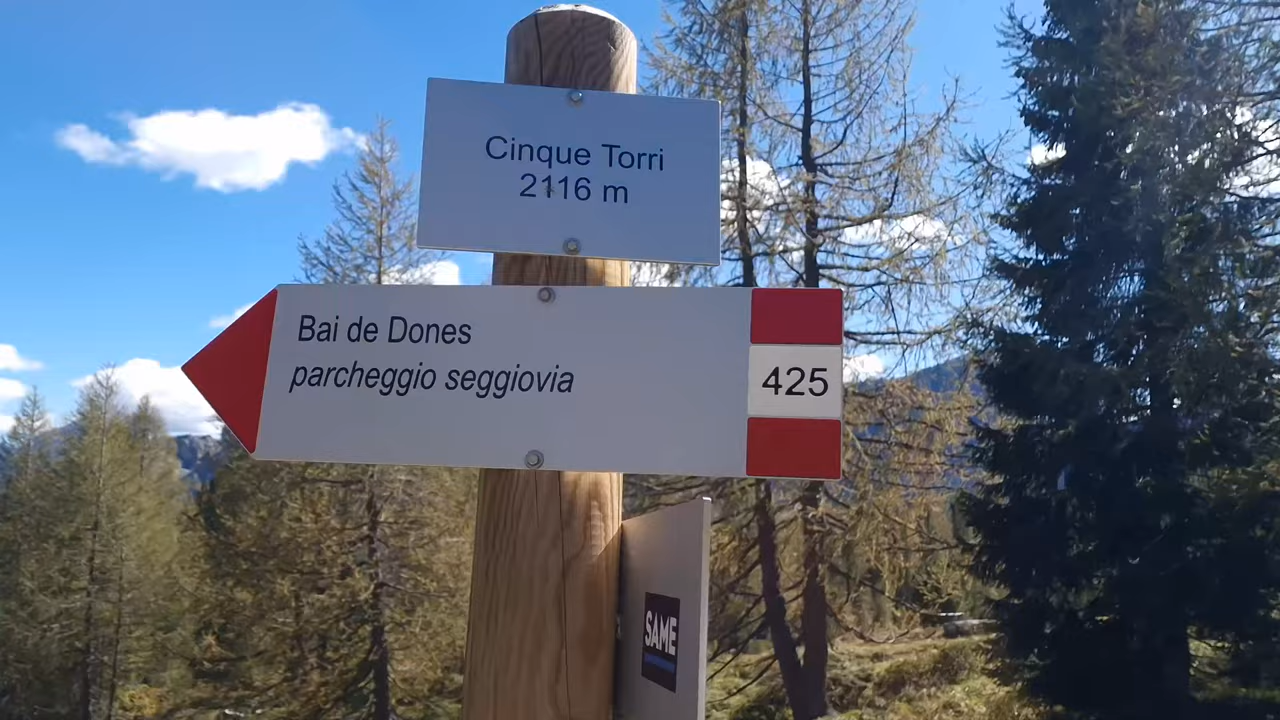 Cinque Torri
2116 m
Bai de Dones
parcheggio seggiovia
425
SAME